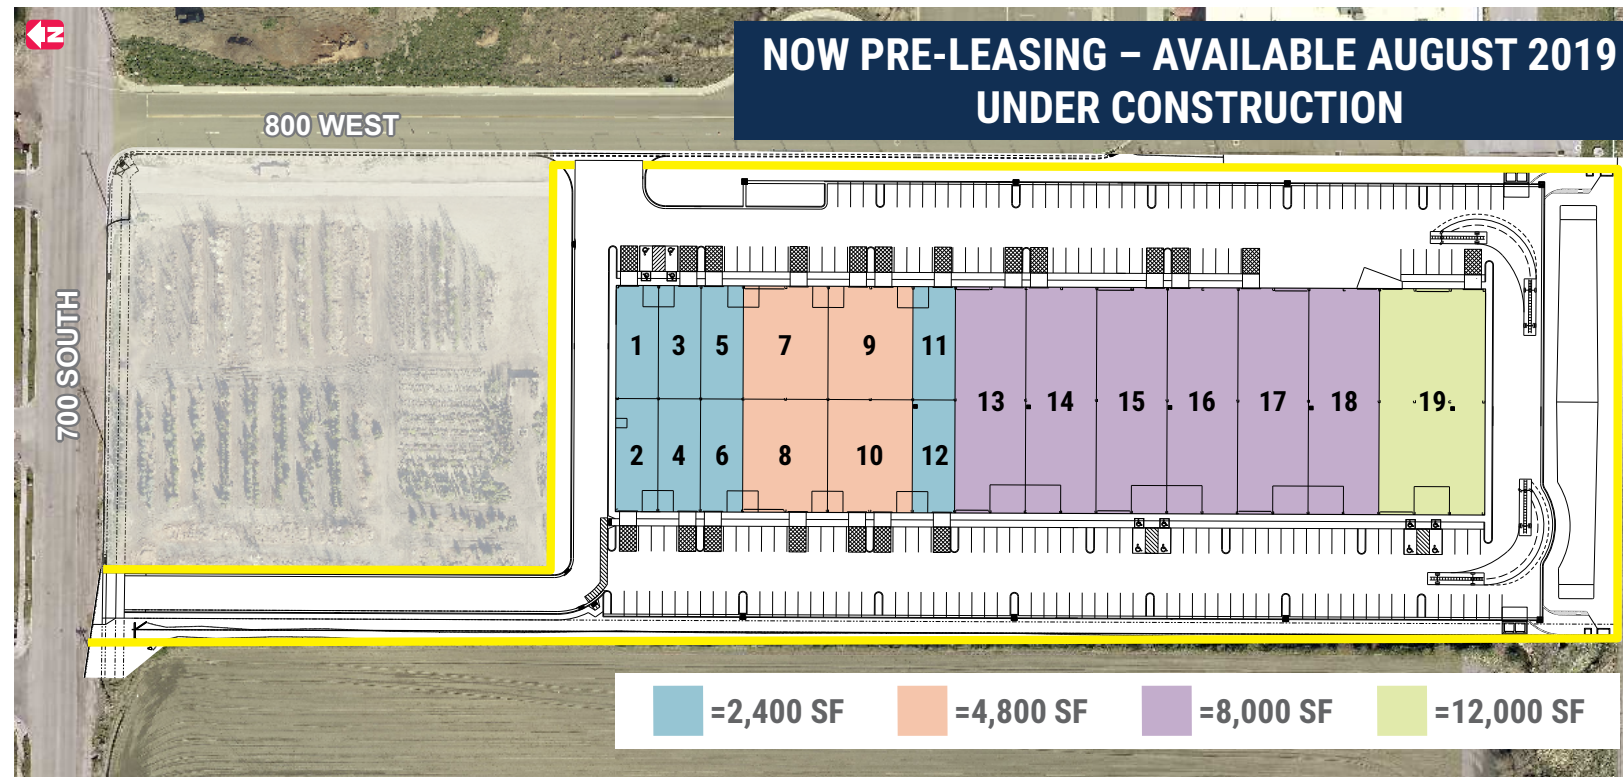 N
NOW PRE-LEASING – AVAILABLE AUGUST 2019
UNDER CONSTRUCTION
800 WEST
700 SOUTH
1 3 5 7 9 11
13 14 15 16 17 18 19
2 4 6 8 10 12
=2,400 SF =4,800 SF =8,000 SF =12,000 SF